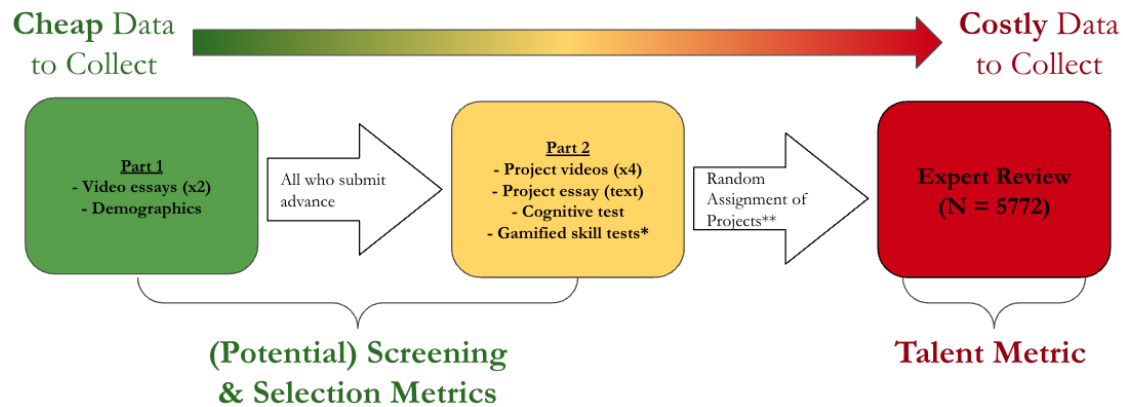 Cheap Data
to Collect
Costly Data
to Collect
Part 1
- Video essays (x2)
- Demographics
All who submit
advance
Part 2
- Project videos (x4)
- Project essay (text)
- Cognitive test
- Gamified skill tests*
Random
Assignment of
Projects**
Expert Review
(N = 5772)
(Potential) Screening
& Selection Metrics
Talent Metric